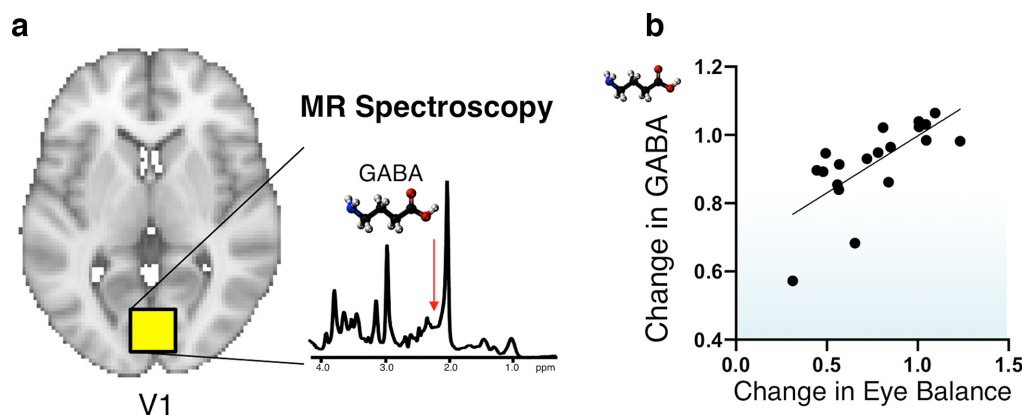 a
MR Spectroscopy
GABA
4.0 3.0 2.0 1.0 ppm
V1
b
Change in GABA
1.2
1.0
0.8
0.6
0.4
0.0 0.5 1.0 1.5
Change in Eye Balance